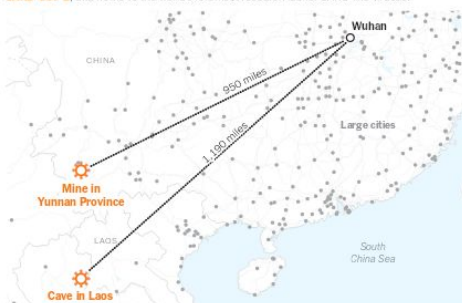 Wuhan
CHINA
950 miles
1,190 miles
Large cities
Mine in
Yunnan Province
LAOS
South
China Sea
Cave in Laos